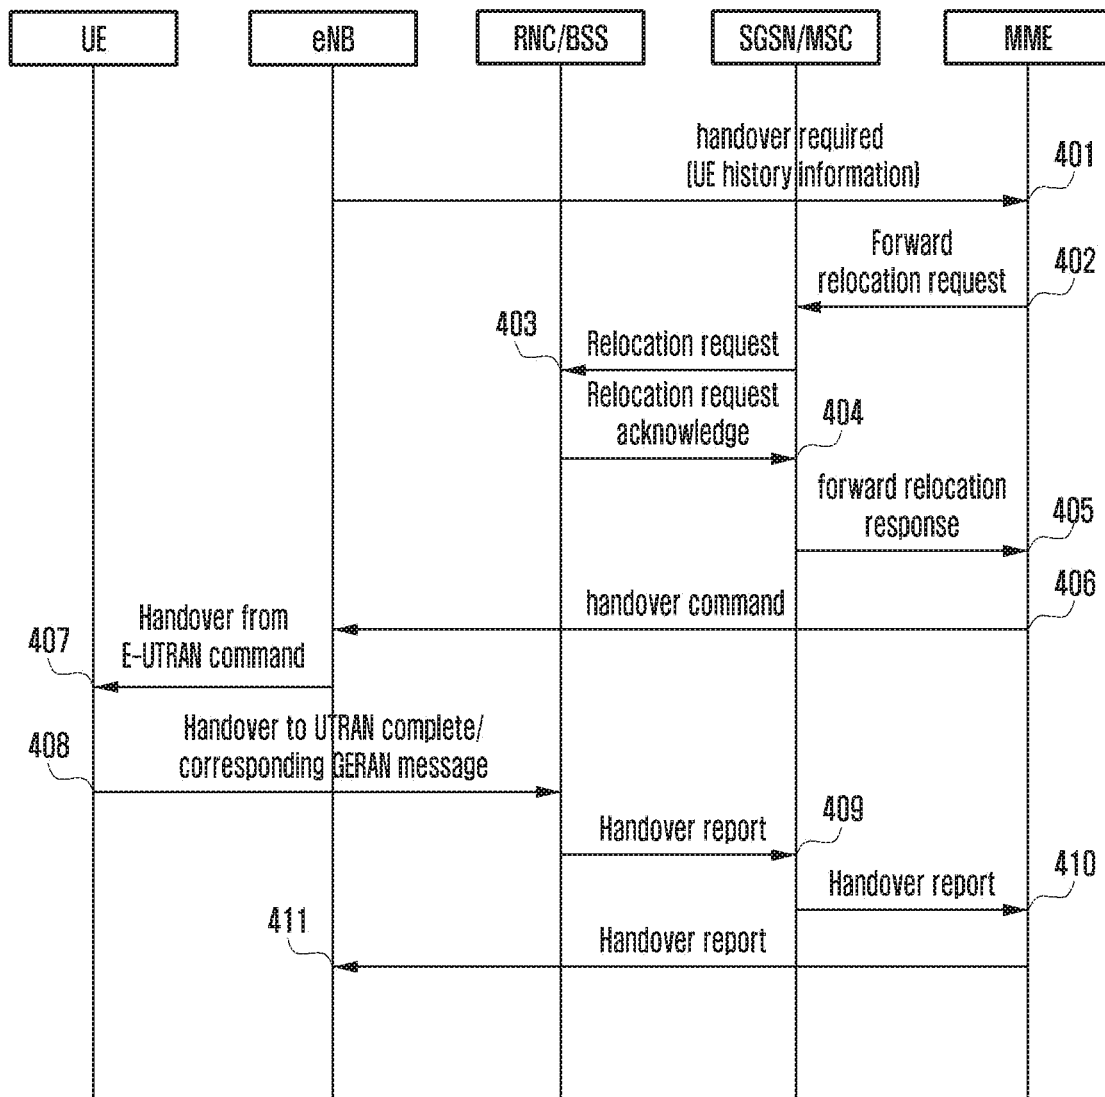 UE
eNB
RNC/BSS
SGSN/MSC
MME
handover required
(UE history information)
401
Forward
relocation request
402
403
Relocation request
Relocation request
acknowledge
404
forward relocation
response
405
handover command
406
Handover from
E-UTRAN command
407
Handover to UTRAN complete/
corresponding GERAN message
408
Handover report
409
Handover report
410
411
Handover report